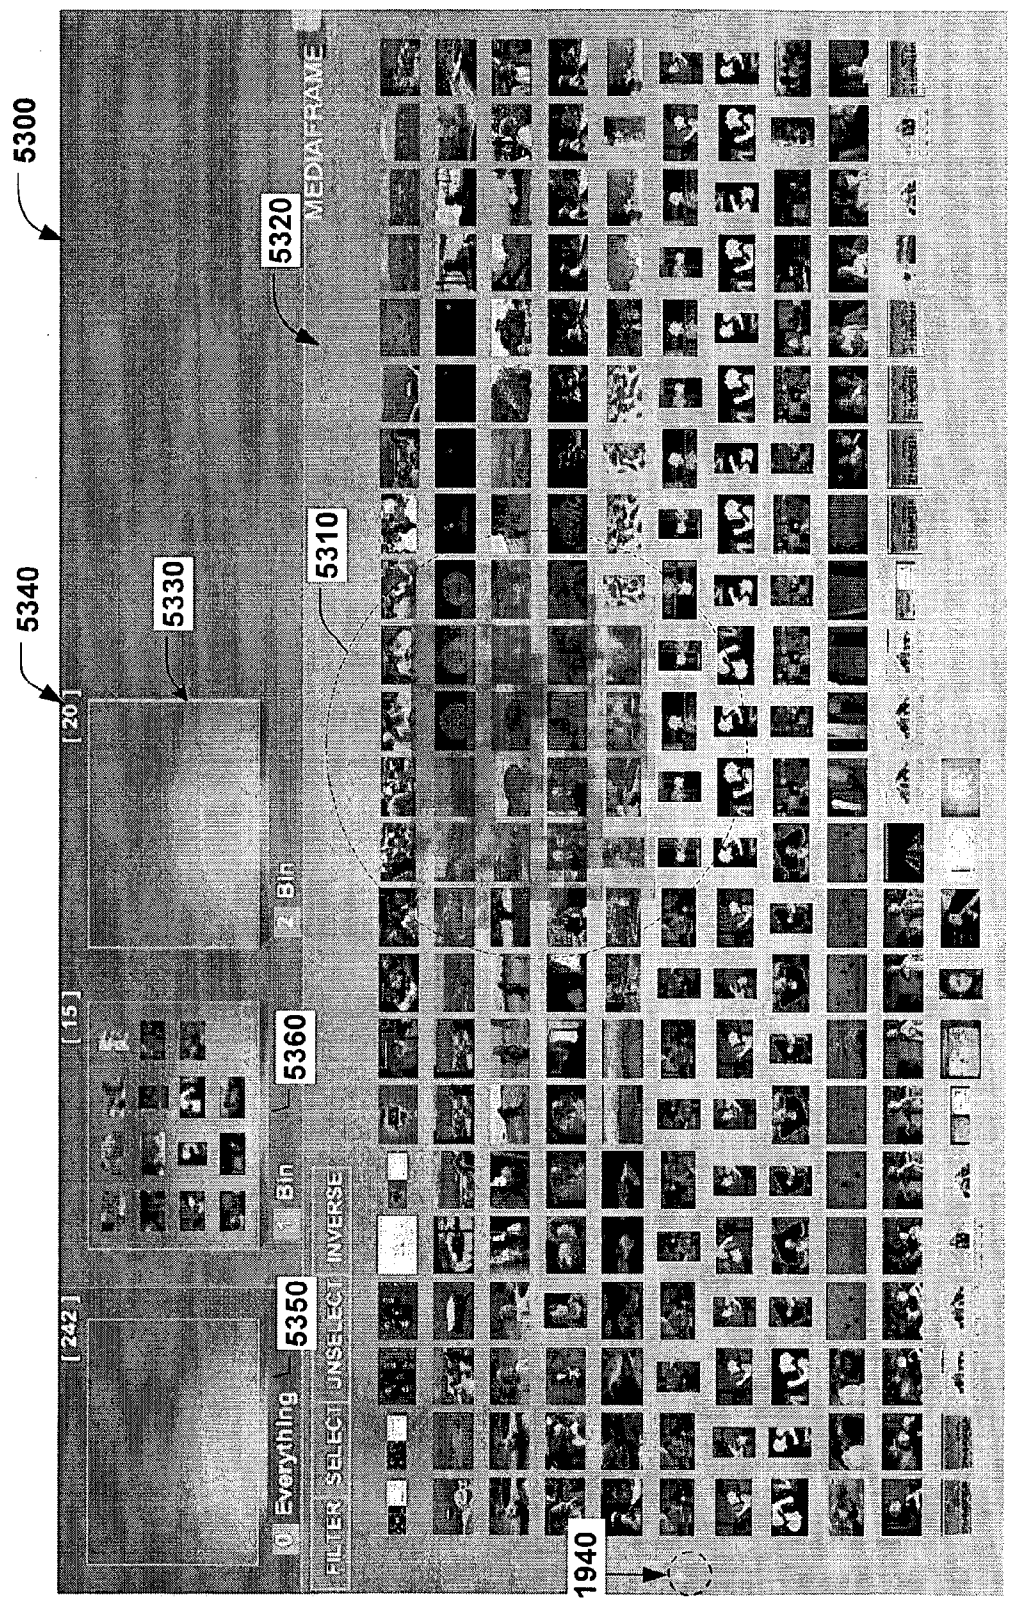 5300
5340
[ 242 ]
[ 15 ]
[ 20 ]
5330
5350
5360
0 Everything
1 Bin
2 Bin
5320
FILTER SELECT UNSELECT INVERSE
MEDIAFRAME
5310
1940